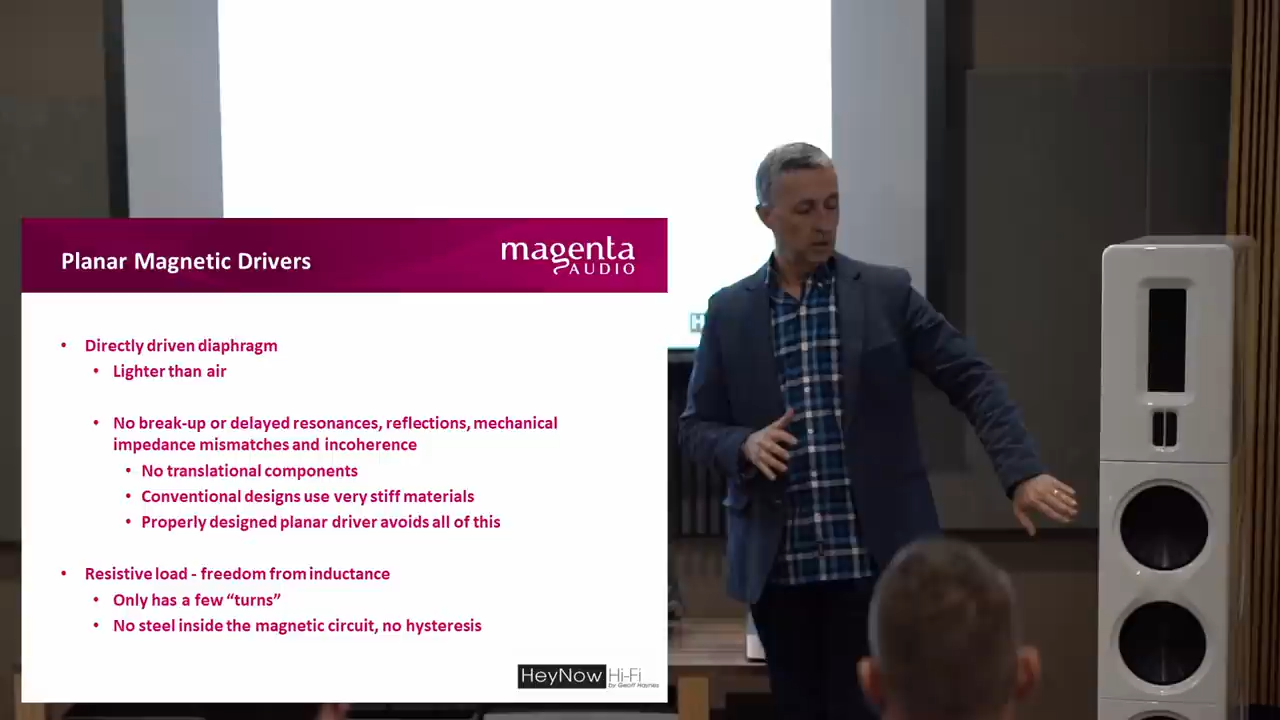 Planar Magnetic Drivers
magenta
AUDIO
• Directly driven diaphragm
• Lighter than air
• No break-up or delayed resonances, reflections, mechanical
impedance mismatches and incoherence
• No translational components
• Conventional designs use very stiff materials
• Properly designed planar driver avoids all of this
• Resistive load - freedom from inductance
• Only has a few “turns”
• No steel inside the magnetic circuit, no hysteresis
HeyNow Hi-Fi